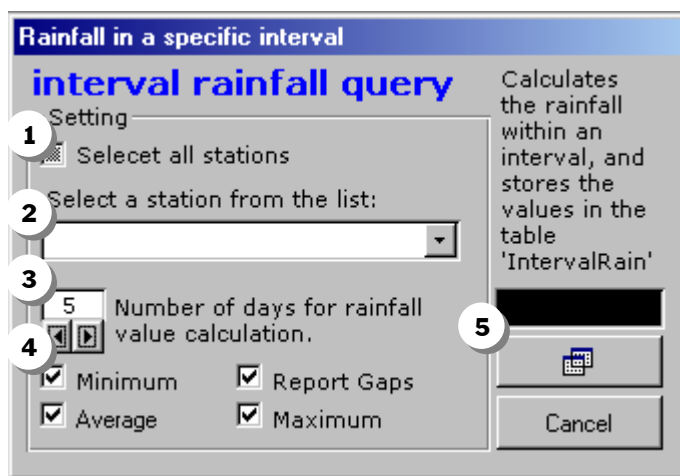 Rainfall in a specific interval
interval rainfall query
Setting
1
Selecet all stations
2
Select a station from the list:
3
5
Number of days for rainfall
value calculation.
4
Minimum
Report Gaps
Average
Maximum
Calculates
the rainfall
within an
interval, and
stores the
values in the
table
'IntervalRain'
5
Cancel